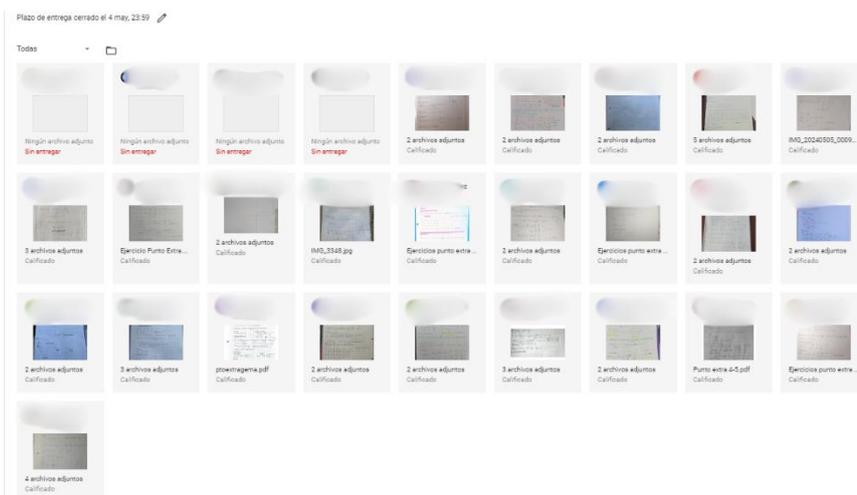 Plazo de entrega cerrado el 4 may, 23:59
Todas
Ningún archivo adjunto
Sin entregar
Ningún archivo adjunto
Sin entregar
Ningún archivo adjunto
Sin entregar
Ningún archivo adjunto
Sin entregar
2 archivos adjuntos
Calificado
2 archivos adjuntos
Calificado
2 archivos adjuntos
Calificado
5 archivos adjuntos
Calificado
IMG_20240505_0009...
Calificado
3 archivos adjuntos
Calificado
Ejercicio Punto Extra...
Calificado
2 archivos adjuntos
Calificado
IMG_3348.jpg
Calificado
Ejercicios punto extra...
Calificado
2 archivos adjuntos
Calificado
Ejercicios punto extra...
Calificado
2 archivos adjuntos
Calificado
2 archivos adjuntos
Calificado
2 archivos adjuntos
Calificado
3 archivos adjuntos
Calificado
ptoextragema.pdf
Calificado
2 archivos adjuntos
Calificado
2 archivos adjuntos
Calificado
3 archivos adjuntos
Calificado
2 archivos adjuntos
Calificado
Punto extra 4-5.pdf
Calificado
Ejercicios punto extra...
Calificado
4 archivos adjuntos
Calificado